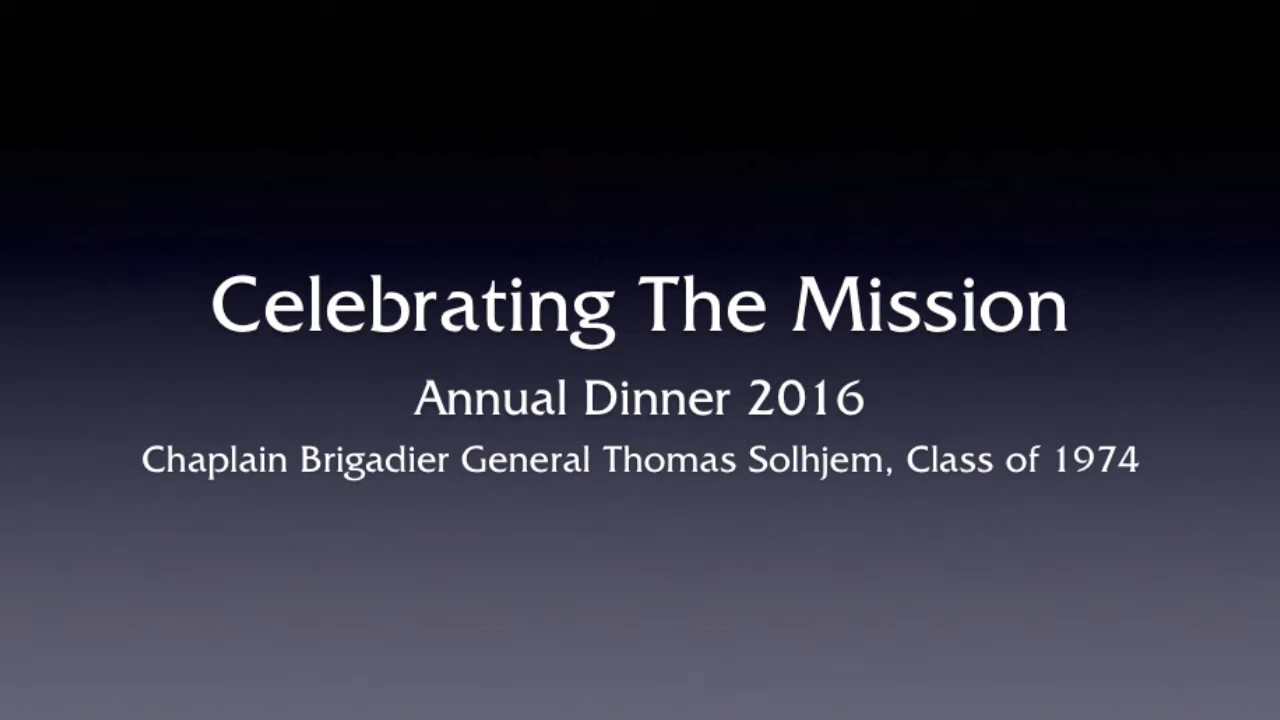 Celebrating The Mission
Annual Dinner 2016
Chaplain Brigadier General Thomas Solhjem, Class of 1974